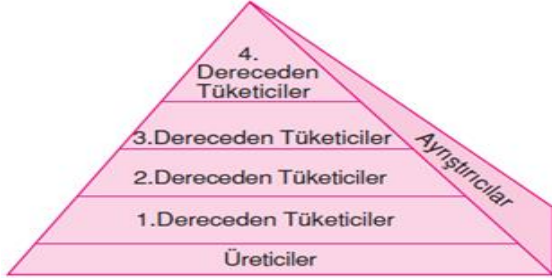 4.
Dereceden
Tüketiciler
3.Dereceden Tüketiciler
2.Dereceden Tüketiciler
1.Dereceden Tüketiciler
Üreticiler
Ayrıştırıcılar